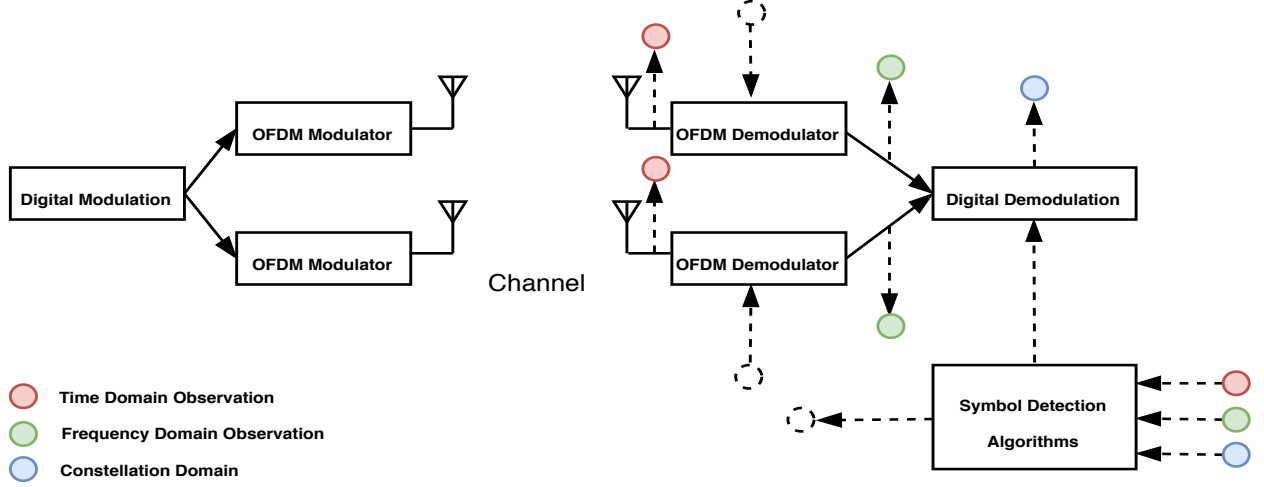 OFDM Modulator
OFDM Demodulator
Digital Modulation
Digital Demodulation
OFDM Modulator
OFDM Demodulator
Channel
Time Domain Observation
Frequency Domain Observation
Constellation Domain
Symbol Detection
Algorithms